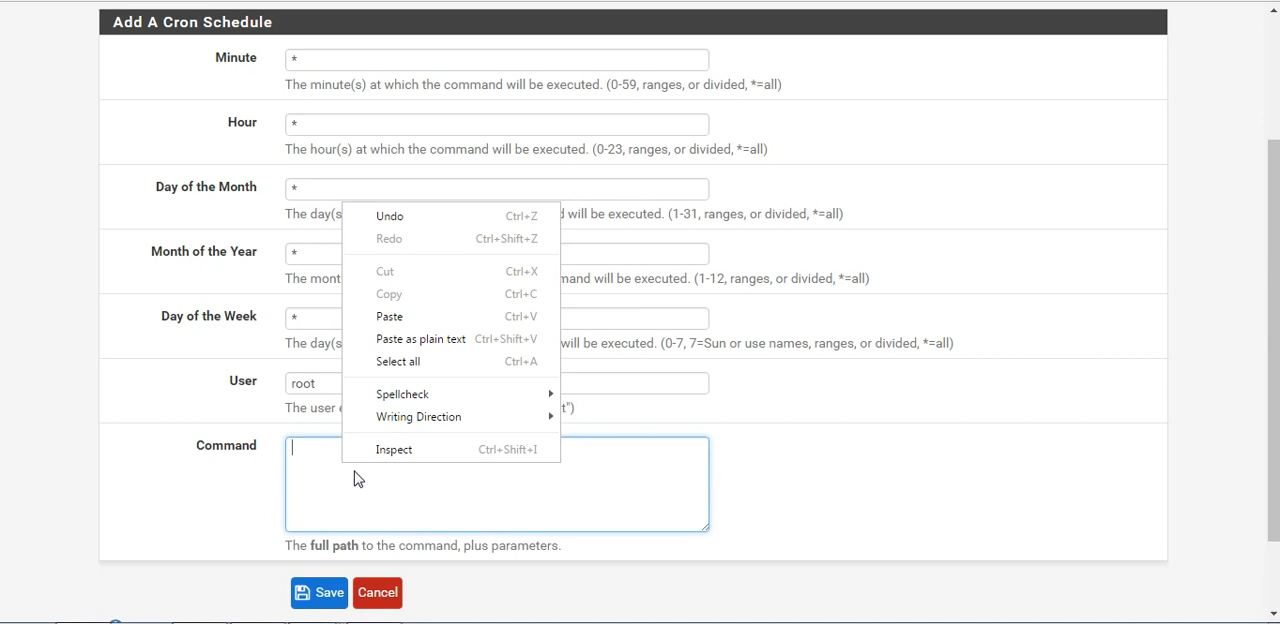 Add A Cron Schedule
Minute
*
The minute(s) at which the command will be executed. (0-59, ranges, or divided, *=all)
Hour
*
The hour(s) at which the command will be executed. (0-23, ranges, or divided, *=all)
Day of the Month
*
The day(s will be executed. (1-31, ranges, or divided, *=all)
Month of the Year
*
The mont mand will be executed. (1-12, ranges, or divided, *=all)
Day of the Week
*
The day(s will be executed. (0-7, 7=Sun or use names, ranges, or divided, *=all)
User
root
The user t")
Command
The full path to the command, plus parameters.
Save
Cancel
Undo Ctrl+Z
Redo Ctrl+Shift+Z
Cut Ctrl+X
Copy Ctrl+C
Paste Ctrl+V
Paste as plain text Ctrl+Shift+V
Select all Ctrl+A
Spellcheck
Writing Direction
Inspect Ctrl+Shift+I